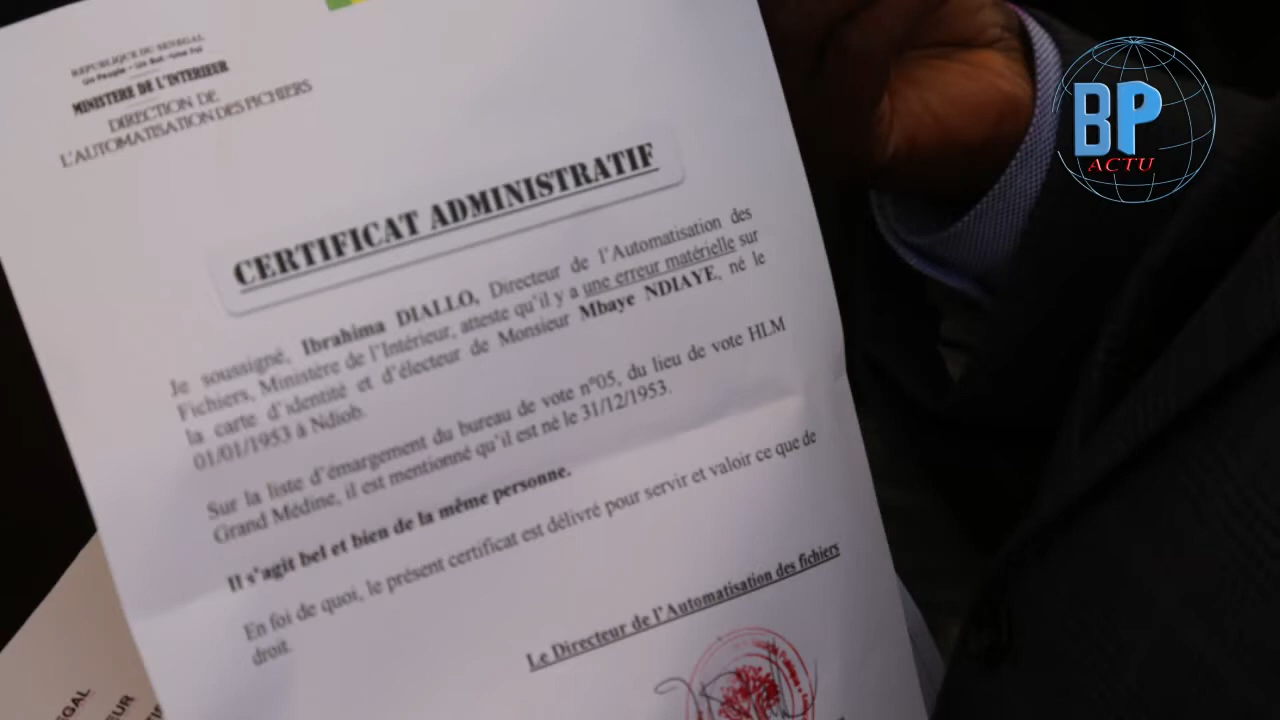 REPUBLIQUE DU SENEGAL
Un Peuple – Un But – Une Foi
MINISTERE DE L'INTERIEUR
DIRECTION DE
L'AUTOMATISATION DES FICHIERS
CERTIFICAT ADMINISTRATIF
Je soussigné, Ibrahima DIALLO, Directeur de l'Automatisation des
Fichiers, Ministère de l'Intérieur, atteste qu'il y a une erreur matérielle sur
la carte d'identité et d'électeur de Monsieur Mbaye NDIAYE, né le
01/01/1953 à Ndiob.
Sur la liste d'émargement du bureau de vote n°05, du lieu de vote HLM
Grand Médine, il est mentionné qu'il est né le 31/12/1953.
Il s'agit bel et bien de la même personne.
En foi de quoi, le présent certificat est délivré pour servir et valoir ce que de
droit.
Le Directeur de l'Automatisation des fichiers
BP
ACTU
EGAL
EUR